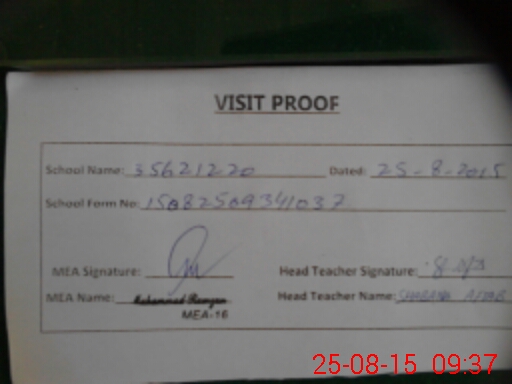 VISIT PROOF
School Name: 35621220 Dated: 25-8-2015
School Form No: 15082509341037
MEA Signature: Head Teacher Signature:
MEA Name: Muhammad Ramzan Head Teacher Name:
MEA-16
25-08-15 09:37